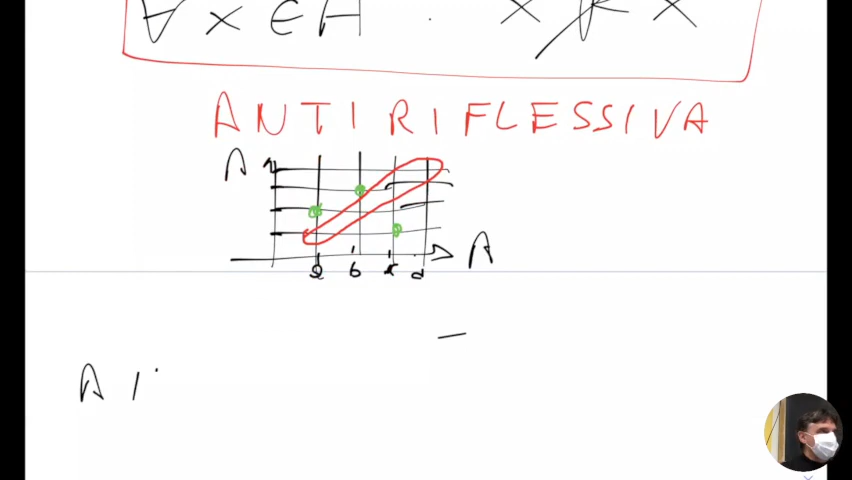 ∀ x ∈ A . x R̸ x
ANTIRIFLESSIVA
A
A
a b c d
A